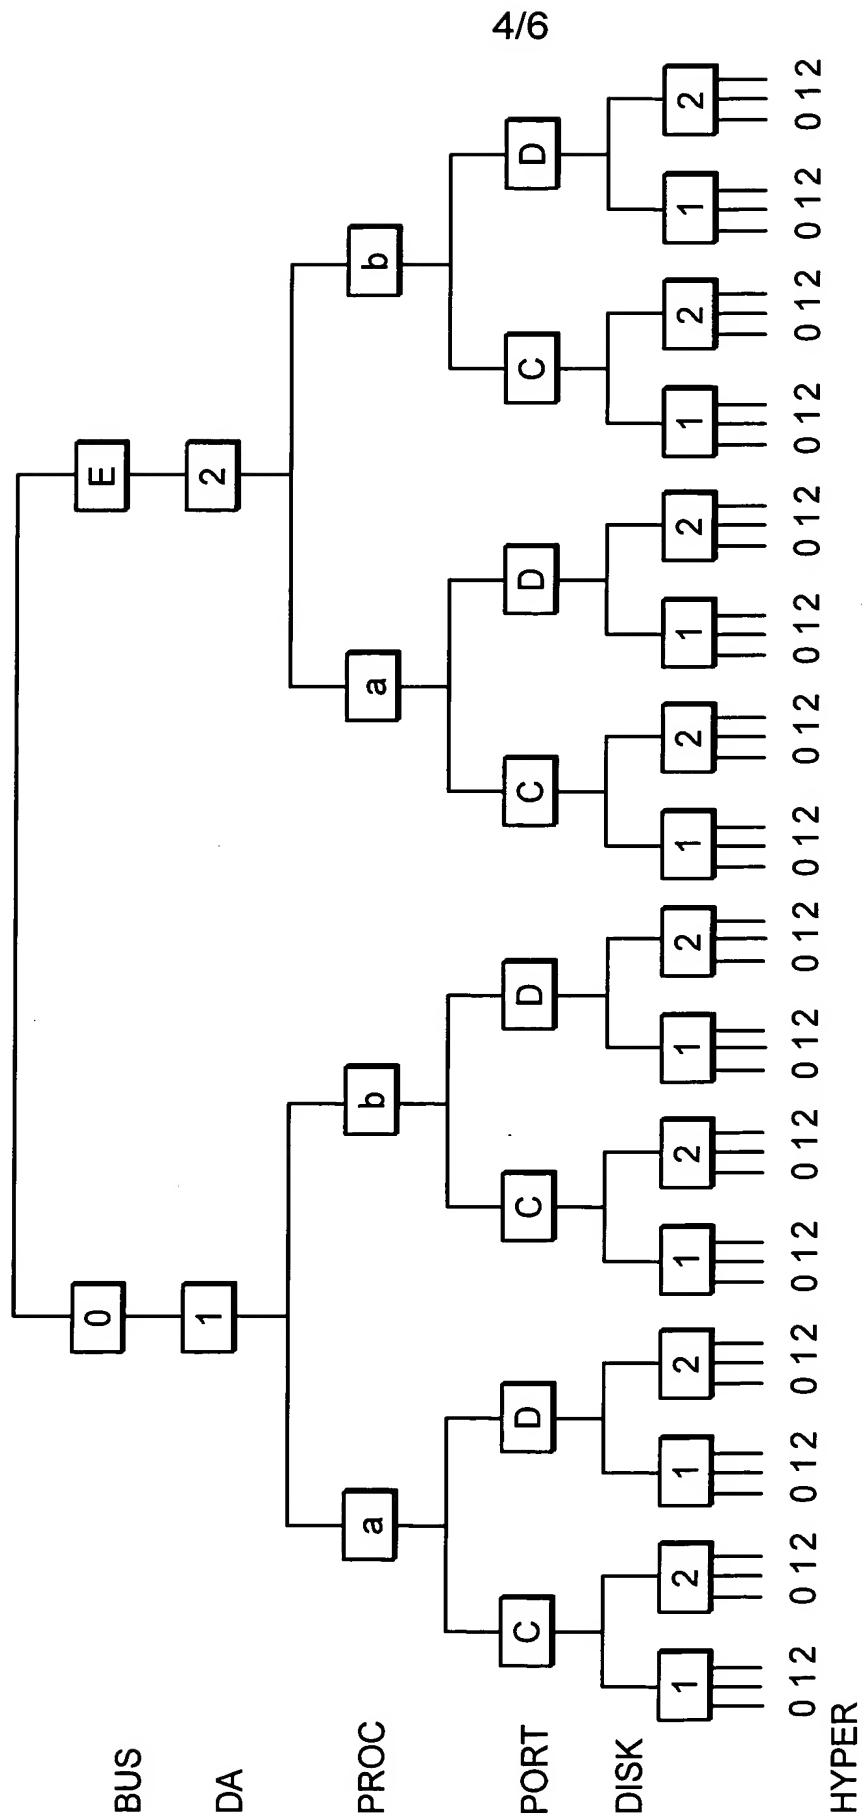 4/6
BUS 0 E
DA 1 2
PROC a b a b
PORT C D C D C D C D
DISK 1 2 1 2 1 2 1 2 1 2 1 2 1 2 1 2
HYPER 0 1 2 0 1 2 0 1 2 0 1 2 0 1 2 0 1 2 0 1 2 0 1 2 0 1 2 0 1 2 0 1 2 0 1 2 0 1 2 0 1 2 0 1 2 0 1 2